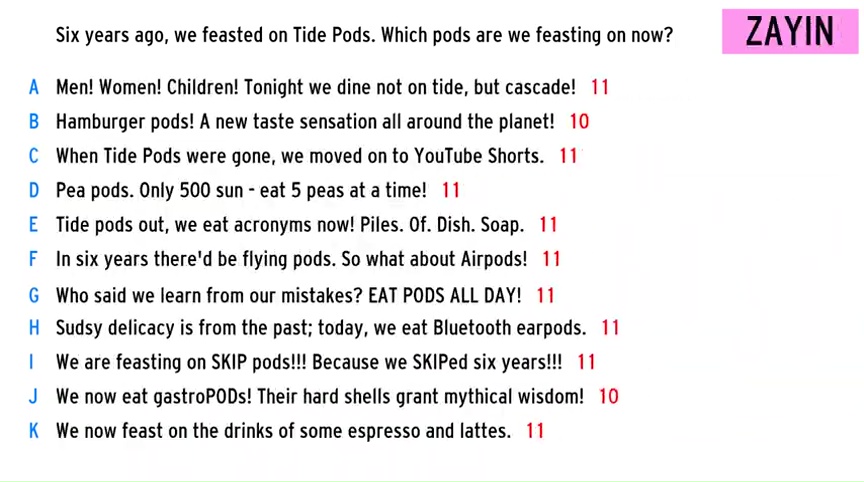 Six years ago, we feasted on Tide Pods. Which pods are we feasting on now?
ZAYIN
A Men! Women! Children! Tonight we dine not on tide, but cascade! 11
B Hamburger pods! A new taste sensation all around the planet! 10
C When Tide Pods were gone, we moved on to YouTube Shorts. 11
D Pea pods. Only 500 sun - eat 5 peas at a time! 11
E Tide pods out, we eat acronyms now! Piles. Of. Dish. Soap. 11
F In six years there'd be flying pods. So what about Airpods! 11
G Who said we learn from our mistakes? EAT PODS ALL DAY! 11
H Sudsy delicacy is from the past; today, we eat Bluetooth earpods. 11
I We are feasting on SKIP pods!!! Because we SKIPed six years!!! 11
J We now eat gastroPODs! Their hard shells grant mythical wisdom! 10
K We now feast on the drinks of some espresso and lattes. 11